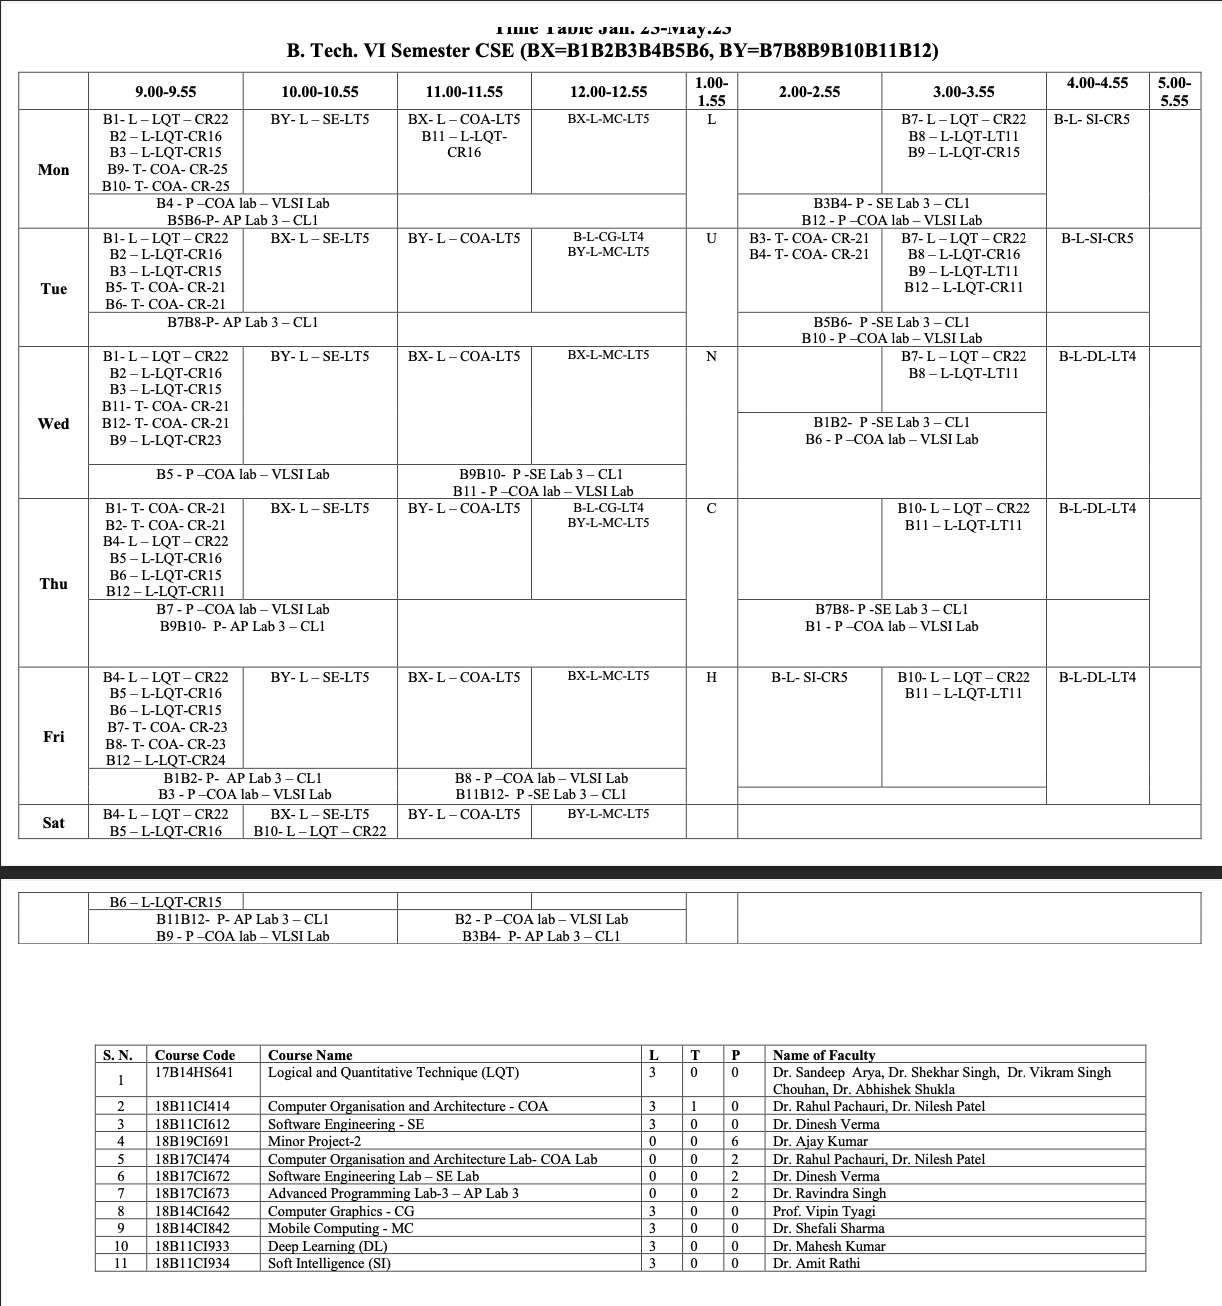 Time Table Jan. 23-May.23
B. Tech. VI Semester CSE (BX=B1B2B3B4B5B6, BY=B7B8B9B10B11B12)
9.00-9.55 10.00-10.55 11.00-11.55 12.00-12.55 1.00-1.55 2.00-2.55 3.00-3.55 4.00-4.55 5.00-5.55
Mon
B1- L – LQT – CR22
B2 – L-LQT-CR16
B3 – L-LQT-CR15
B9- T- COA- CR-25
B10- T- COA- CR-25
BY- L – SE-LT5
BX- L – COA-LT5
B11 – L-LQT-
CR16
BX-L-MC-LT5
L
B7- L – LQT – CR22
B8 – L-LQT-LT11
B9 – L-LQT-CR15
B-L- SI-CR5
B4 - P –COA lab – VLSI Lab
B5B6-P- AP Lab 3 – CL1
B3B4- P - SE Lab 3 – CL1
B12 - P –COA lab – VLSI Lab
Tue
B1- L – LQT – CR22
B2 – L-LQT-CR16
B3 – L-LQT-CR15
B5- T- COA- CR-21
B6- T- COA- CR-21
BX- L – SE-LT5
BY- L – COA-LT5
B-L-CG-LT4
BY-L-MC-LT5
U
B3- T- COA- CR-21
B4- T- COA- CR-21
B7- L – LQT – CR22
B8 – L-LQT-CR16
B9 – L-LQT-LT11
B12 – L-LQT-CR11
B-L-SI-CR5
B7B8-P- AP Lab 3 – CL1
B5B6- P -SE Lab 3 – CL1
B10 - P –COA lab – VLSI Lab
Wed
B1- L – LQT – CR22
B2 – L-LQT-CR16
B3 – L-LQT-CR15
B11- T- COA- CR-21
B12- T- COA- CR-21
B9 – L-LQT-CR23
BY- L – SE-LT5
BX- L – COA-LT5
BX-L-MC-LT5
N
B7- L – LQT – CR22
B8 – L-LQT-LT11
B-L-DL-LT4
B1B2- P -SE Lab 3 – CL1
B6 - P –COA lab – VLSI Lab
B5 - P –COA lab – VLSI Lab
B9B10- P -SE Lab 3 – CL1
B11 - P –COA lab – VLSI Lab
Thu
B1- T- COA- CR-21
B2- T- COA- CR-21
B4- L – LQT – CR22
B5 – L-LQT-CR16
B6 – L-LQT-CR15
B12 – L-LQT-CR11
BX- L – SE-LT5
BY- L – COA-LT5
B-L-CG-LT4
BY-L-MC-LT5
C
B10- L – LQT – CR22
B11 – L-LQT-LT11
B-L-DL-LT4
B7 - P –COA lab – VLSI Lab
B9B10- P- AP Lab 3 – CL1
B7B8- P -SE Lab 3 – CL1
B1 - P –COA lab – VLSI Lab
Fri
B4- L – LQT – CR22
B5 – L-LQT-CR16
B6 – L-LQT-CR15
B7- T- COA- CR-23
B8- T- COA- CR-23
B12 – L-LQT-CR24
BY- L – SE-LT5
BX- L – COA-LT5
BX-L-MC-LT5
H
B-L- SI-CR5
B10- L – LQT – CR22
B11 – L-LQT-LT11
B-L-DL-LT4
B1B2- P- AP Lab 3 – CL1
B3 - P –COA lab – VLSI Lab
B8 - P –COA lab – VLSI Lab
B11B12- P -SE Lab 3 – CL1
Sat
B4- L – LQT – CR22
B5 – L-LQT-CR16
BX- L – SE-LT5
B10- L – LQT – CR22
BY- L – COA-LT5
BY-L-MC-LT5
B6 – L-LQT-CR15
B11B12- P- AP Lab 3 – CL1
B9 - P –COA lab – VLSI Lab
B2 - P –COA lab – VLSI Lab
B3B4- P- AP Lab 3 – CL1
S. N. Course Code Course Name L T P Name of Faculty
1 17B14HS641 Logical and Quantitative Technique (LQT) 3 0 0 Dr. Sandeep Arya, Dr. Shekhar Singh, Dr. Vikram Singh
Chouhan, Dr. Abhishek Shukla
2 18B11CI414 Computer Organisation and Architecture - COA 3 1 0 Dr. Rahul Pachauri, Dr. Nilesh Patel
3 18B11CI612 Software Engineering - SE 3 0 0 Dr. Dinesh Verma
4 18B19CI691 Minor Project-2 0 0 6 Dr. Ajay Kumar
5 18B17CI474 Computer Organisation and Architecture Lab- COA Lab 0 0 2 Dr. Rahul Pachauri, Dr. Nilesh Patel
6 18B17CI672 Software Engineering Lab – SE Lab 0 0 2 Dr. Dinesh Verma
7 18B17CI673 Advanced Programming Lab-3 – AP Lab 3 0 0 2 Dr. Ravindra Singh
8 18B14CI642 Computer Graphics - CG 3 0 0 Prof. Vipin Tyagi
9 18B14CI842 Mobile Computing - MC 3 0 0 Dr. Shefali Sharma
10 18B11CI933 Deep Learning (DL) 3 0 0 Dr. Mahesh Kumar
11 18B11CI934 Soft Intelligence (SI) 3 0 0 Dr. Amit Rathi